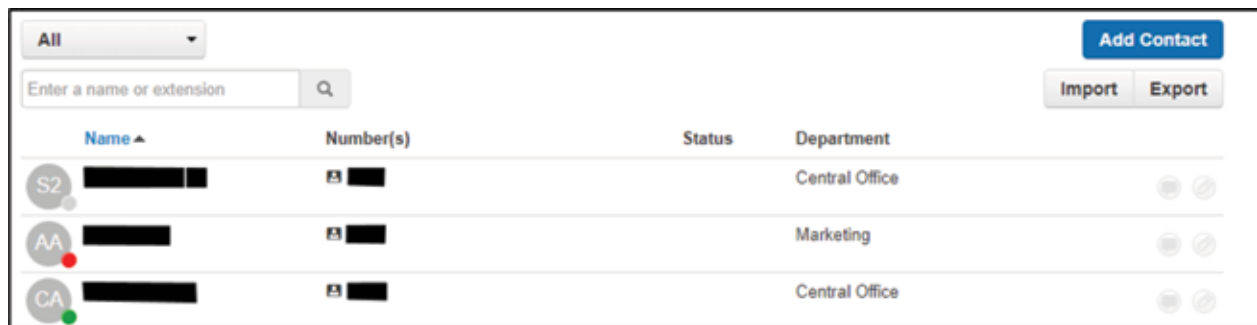 All
Add Contact
Enter a name or extension
Import Export
Name Number(s) Status Department
S2 Central Office
AA Marketing
CA Central Office